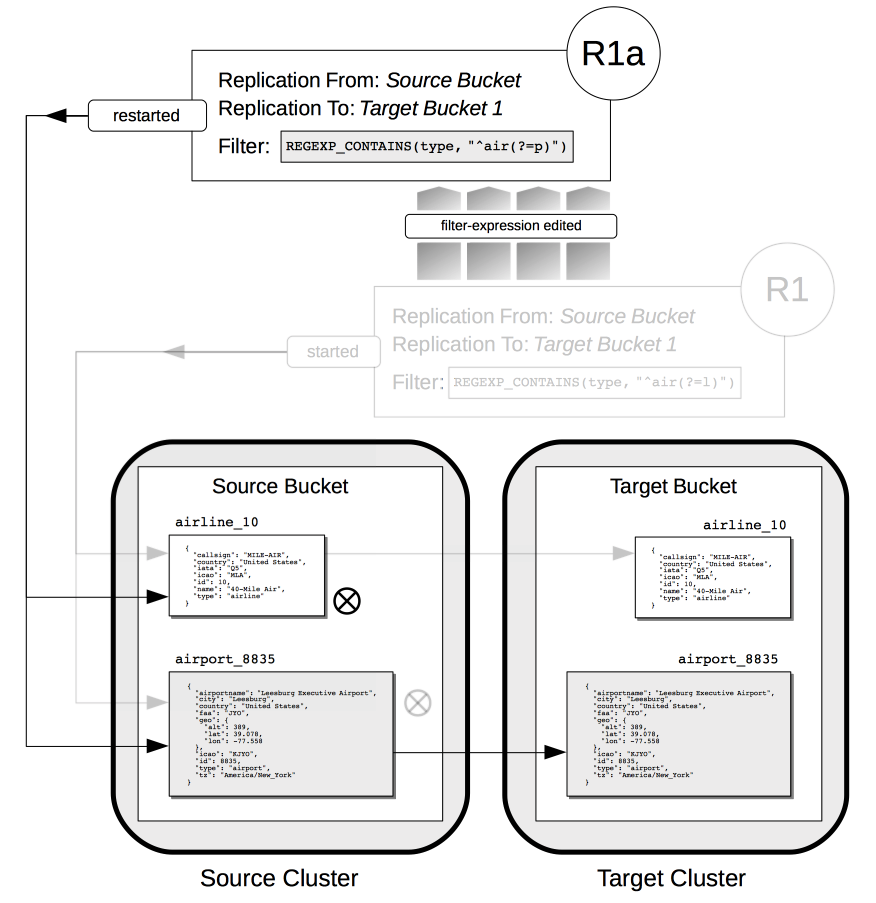 R1a
Replication From: Source Bucket
Replication To: Target Bucket 1
restarted
Filter: REGEXP_CONTAINS(type, "^air(?=p)")
filter-expression edited
R1
Replication From: Source Bucket
Replication To: Target Bucket 1
started
Filter: REGEXP_CONTAINS(type, "^air(?=l)")
Source Bucket
airline_10
{
"callsign": "MILE-AIR",
"country": "United States",
"iata": "Q5",
"icao": "MLA",
"id": 10,
"name": "40-Mile Air",
"type": "airline"
}
airport_8835
{
"airportname": "Leesburg Executive Airport",
"city": "Leesburg",
"country": "United States",
"faa": "JYO",
"geo": {
"alt": 389,
"lat": 39.078,
"lon": -77.558
},
"icao": "KJYO",
"id": 8835,
"type": "airport",
"tz": "America/New_York"
}
Target Bucket
airline_10
{
"callsign": "MILE-AIR",
"country": "United States",
"iata": "Q5",
"icao": "MLA",
"id": 10,
"name": "40-Mile Air",
"type": "airline"
}
airport_8835
{
"airportname": "Leesburg Executive Airport",
"city": "Leesburg",
"country": "United States",
"faa": "JYO",
"geo": {
"alt": 389,
"lat": 39.078,
"lon": -77.558
},
"icao": "KJYO",
"id": 8835,
"type": "airport",
"tz": "America/New_York"
}
Source Cluster
Target Cluster